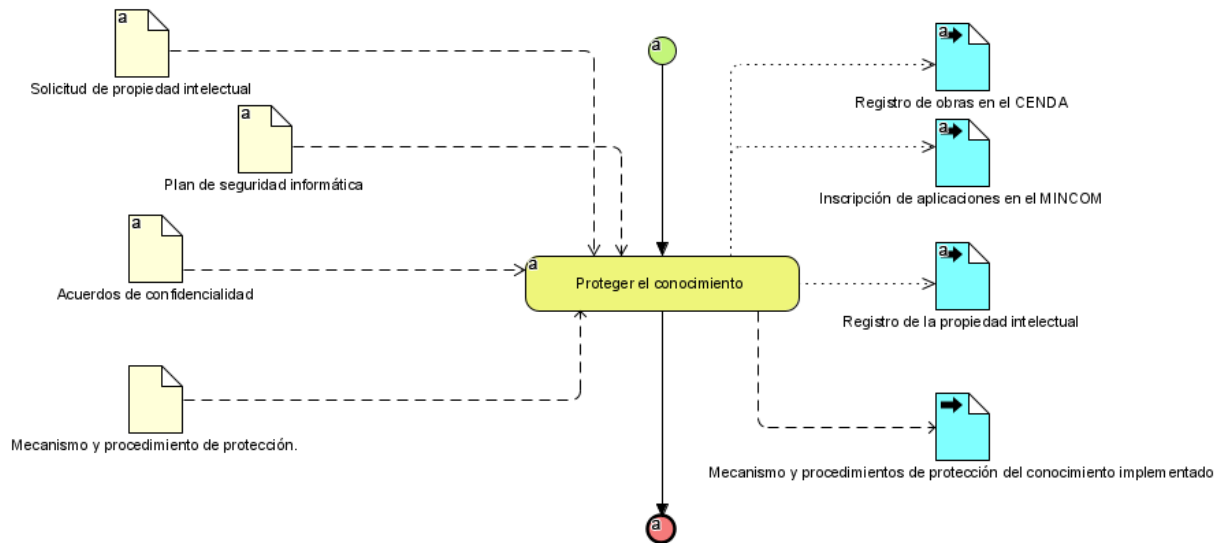 a
a
a
Solicitud de propiedad intelectual
Registro de obras en el CENDA
a
a
Plan de seguridad informática
Inscripción de aplicaciones en el MINCOM
a
a
Acuerdos de confidencialidad
a
Proteger el conocimiento
Registro de la propiedad intelectual
Mecanismo y procedimiento de protección.
Mecanismo y procedimientos de protección del conocimiento implementado
a